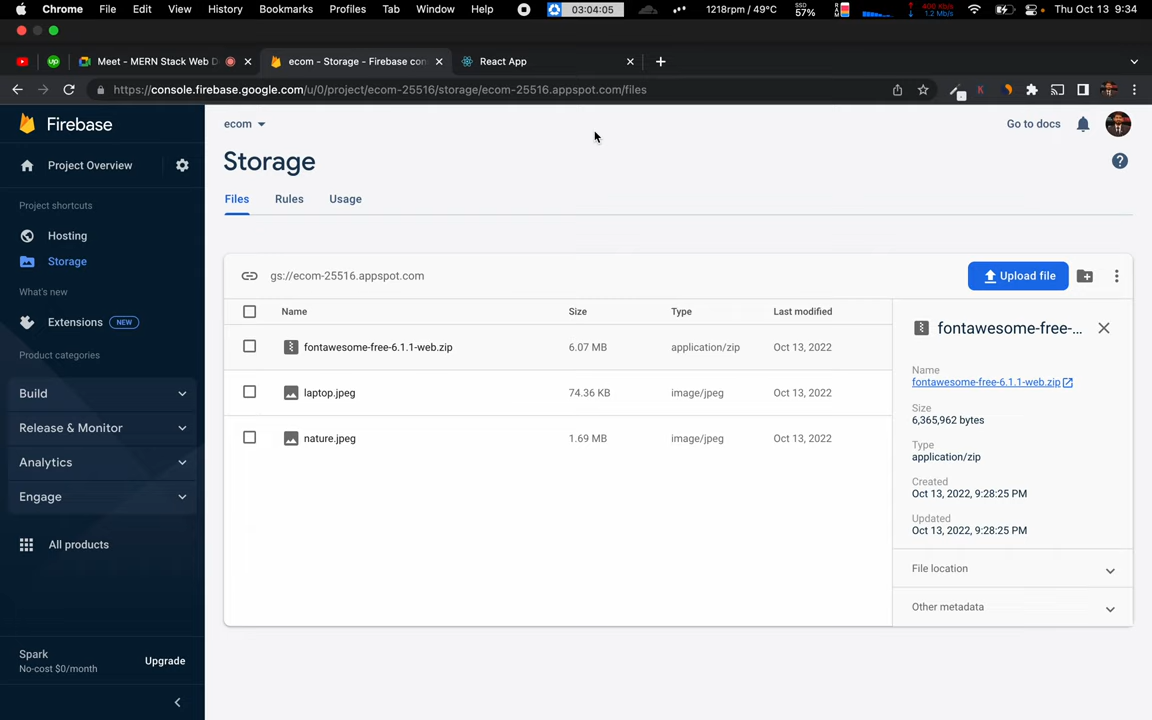 Chrome File Edit View History Bookmarks Profiles Tab Window Help 03:04:05 1218rpm / 49°C SSD 57% 400 Kb/s 1.2 Mb/s Thu Oct 13 9:34
Meet - MERN Stack Web D ecom - Storage - Firebase con React App
https://console.firebase.google.com/u/0/project/ecom-25516/storage/ecom-25516.appspot.com/files
Firebase
ecom
Go to docs
Project Overview
Storage
Project shortcuts
Files Rules Usage
Hosting
Storage
What's new
Extensions NEW
Product categories
Build
Release & Monitor
Analytics
Engage
All products
Spark
No-cost $0/month
Upgrade
gs://ecom-25516.appspot.com
Upload file
Name Size Type Last modified
fontawesome-free-6.1.1-web.zip 6.07 MB application/zip Oct 13, 2022
laptop.jpeg 74.36 KB image/jpeg Oct 13, 2022
nature.jpeg 1.69 MB image/jpeg Oct 13, 2022
fontawesome-free-...
Name
fontawesome-free-6.1.1-web.zip
Size
6,365,962 bytes
Type
application/zip
Created
Oct 13, 2022, 9:28:25 PM
Updated
Oct 13, 2022, 9:28:25 PM
File location
Other metadata